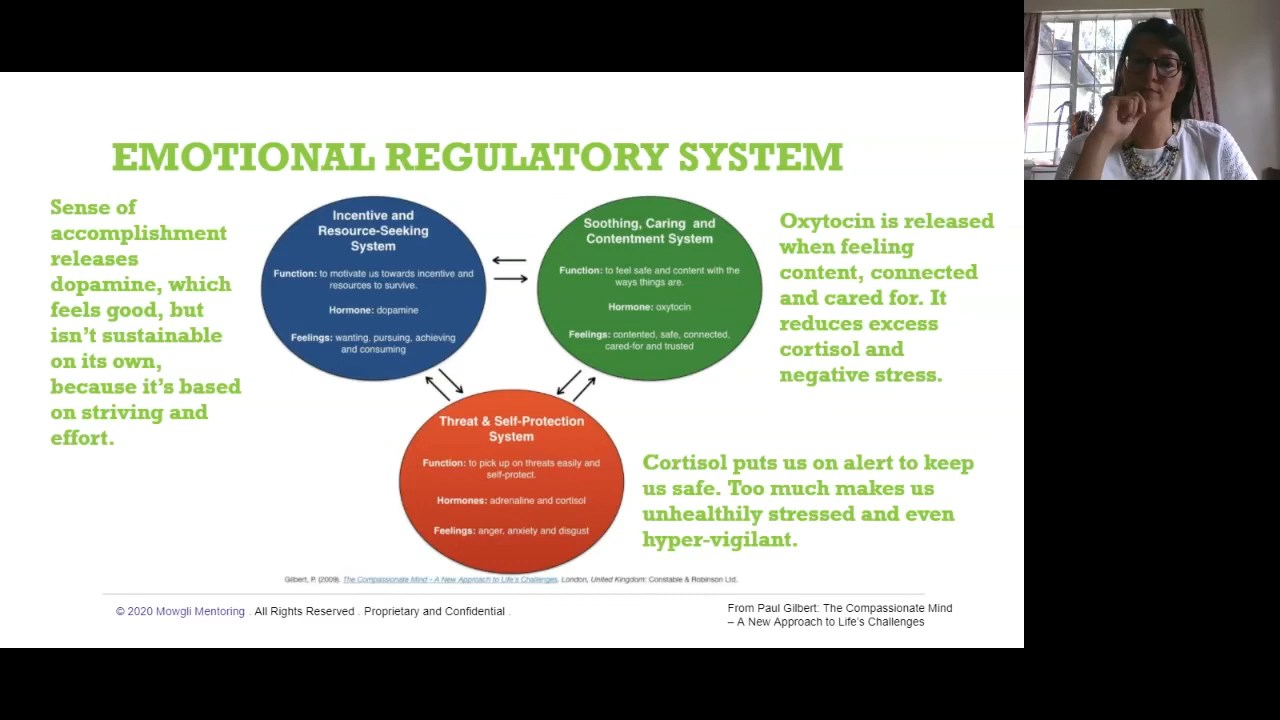 EMOTIONAL REGULATORY SYSTEM
Sense of
accomplishment
releases
dopamine, which
feels good, but
isn't sustainable
on its own,
because it's based
on striving and
effort.
Incentive and
Resource-Seeking
System
Function: to motivate us towards incentive and
resources to survive.
Hormone: dopamine
Feelings: wanting, pursuing, achieving
and consuming
Soothing, Caring and
Contentment System
Function: to feel safe and content with the
ways things are.
Hormone: oxytocin
Feelings: contented, safe, connected,
cared-for and trusted
Oxytocin is released
when feeling
content, connected
and cared for. It
reduces excess
cortisol and
negative stress.
Threat & Self-Protection
System
Function: to pick up on threats easily and
self-protect.
Hormones: adrenaline and cortisol
Feelings: anger, anxiety and disgust
Cortisol puts us on alert to keep
us safe. Too much makes us
unhealthily stressed and even
hyper-vigilant.
Gilbert, P. (2009). The Compassionate Mind – A New Approach to Life's Challenges. London, United Kingdom: Constable & Robinson Ltd.
© 2020 Mowgli Mentoring . All Rights Reserved . Proprietary and Confidential .
From Paul Gilbert: The Compassionate Mind
– A New Approach to Life's Challenges